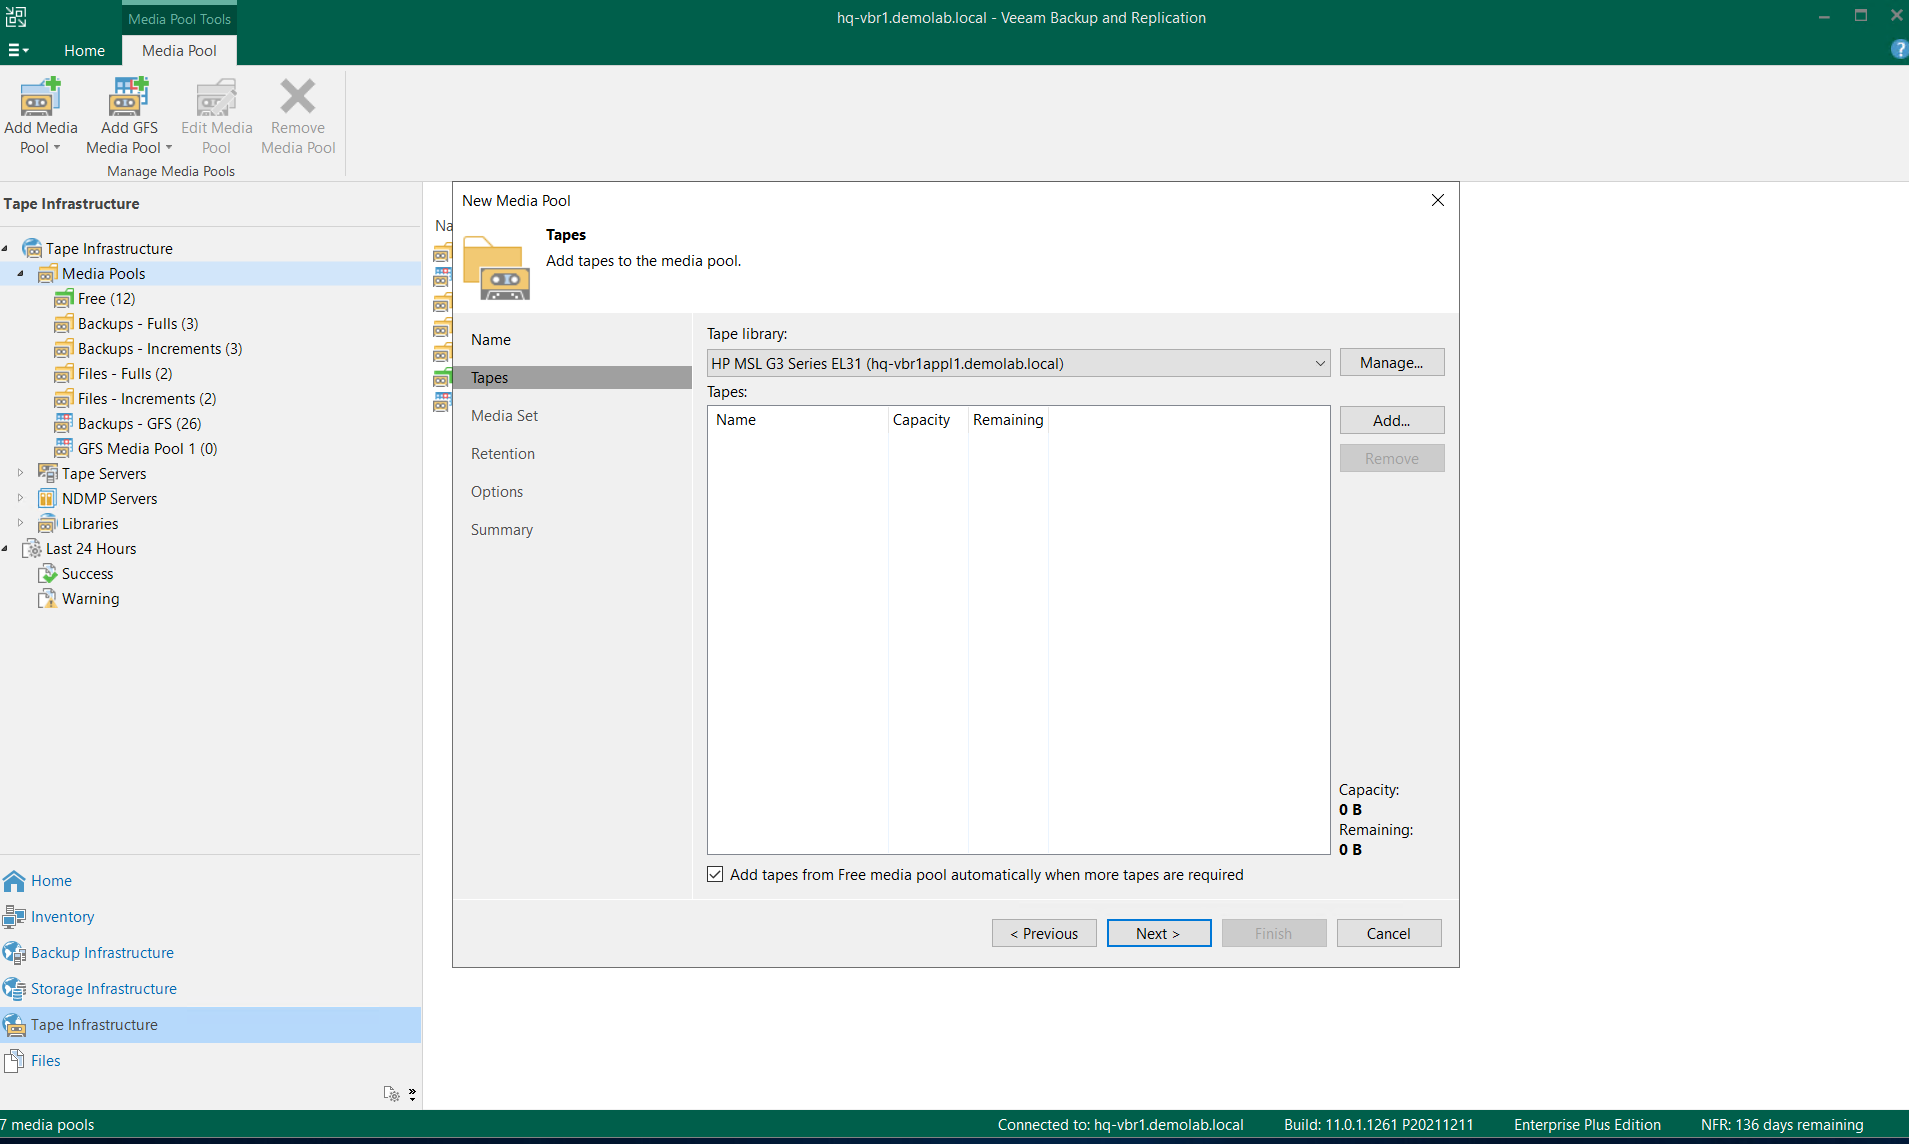 Media Pool Tools
hq-vbr1.demolab.local - Veeam Backup and Replication
Home
Media Pool
Add Media Pool
Add GFS Media Pool
Edit Media Pool
Remove Media Pool
Manage Media Pools
Tape Infrastructure
Tape Infrastructure
Media Pools
Free (12)
Backups - Fulls (3)
Backups - Increments (3)
Files - Fulls (2)
Files - Increments (2)
Backups - GFS (26)
GFS Media Pool 1 (0)
Tape Servers
NDMP Servers
Libraries
Last 24 Hours
Success
Warning
Home
Inventory
Backup Infrastructure
Storage Infrastructure
Tape Infrastructure
Files
Na
New Media Pool
Tapes
Add tapes to the media pool.
Name
Tapes
Media Set
Retention
Options
Summary
Tape library:
HP MSL G3 Series EL31 (hq-vbr1appl1.demolab.local)
Manage...
Tapes:
Name Capacity Remaining
Add...
Remove
Capacity:
0 B
Remaining:
0 B
Add tapes from Free media pool automatically when more tapes are required
< Previous
Next >
Finish
Cancel
7 media pools
Connected to: hq-vbr1.demolab.local
Build: 11.0.1.1261 P20211211
Enterprise Plus Edition
NFR: 136 days remaining